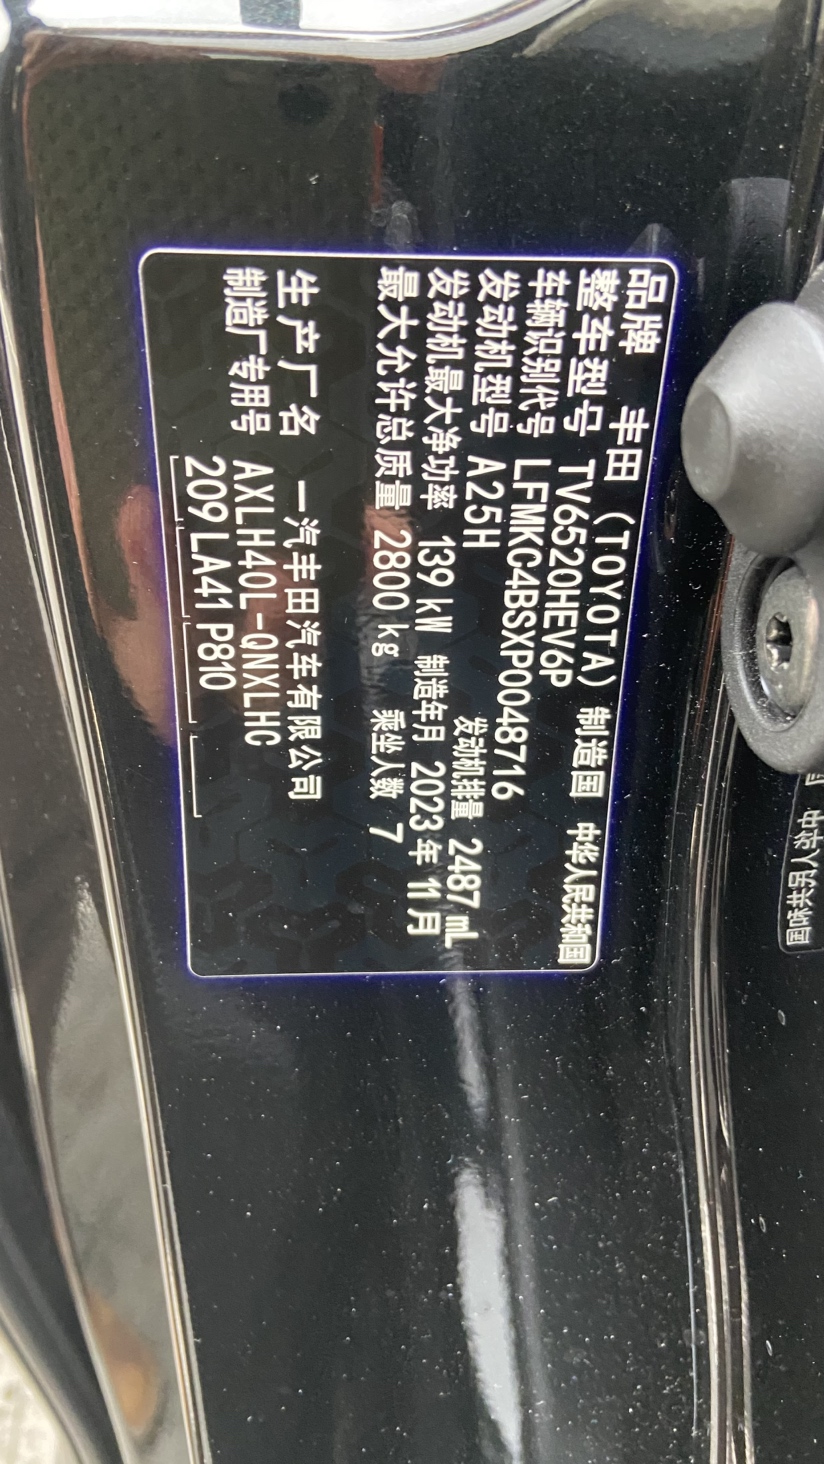 品牌 丰田（TOYOTA） 制造国 中华人民共和国
整车型号 TV6520HEV6P
车辆识别代号 LFMKC4BSXP0048716
发动机型号 A25H 发动机排量 2487 mL
发动机最大净功率 139 kW 制造年月 2023年 11月
最大允许总质量 2800 kg 乘坐人数 7
生产厂名 一汽丰田汽车有限公司
制造厂专用号 AXLH40L-QNXLHC
209 LA41 P810